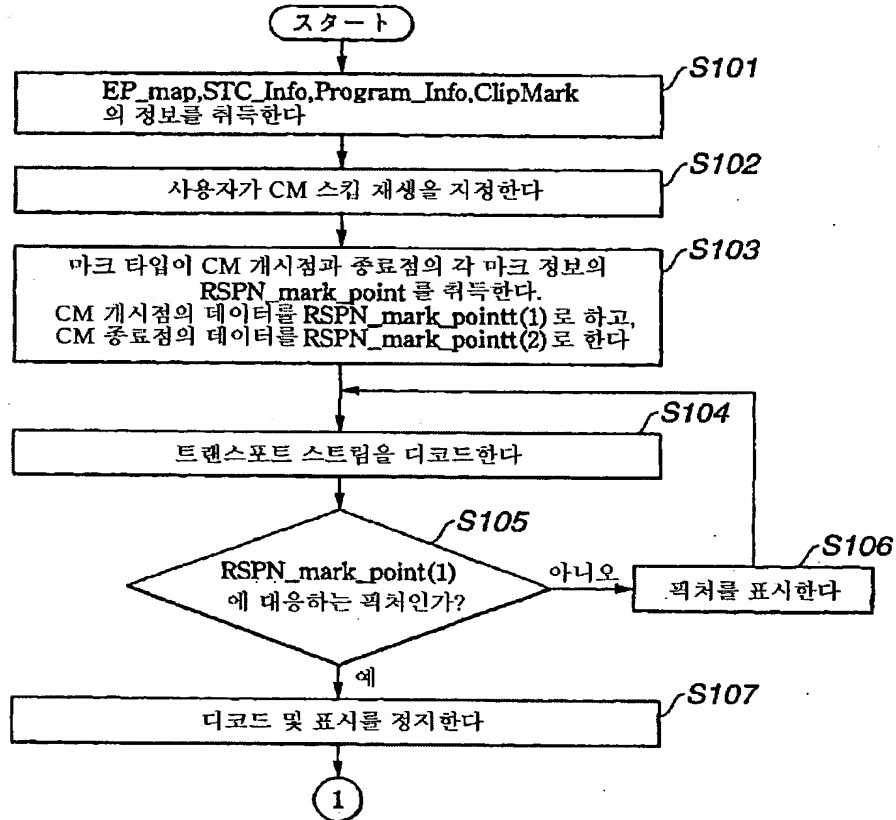 スタート
S101
EP_map,STC_Info,Program_Info,ClipMark
의 정보를 취득한다
S102
사용자가 CM 스킵 재생을 지정한다
S103
마크 타입이 CM 개시점과 종료점의 각 마크 정보의
RSPN_mark_point 를 취득한다.
CM 개시점의 데이터를 RSPN_mark_pointt(1)로 하고,
CM 종료점의 데이터를 RSPN_mark_pointt(2)로 한다
S104
트랜스포트 스트림을 디코드한다
S105
RSPN_mark_point(1)
에 대응하는 픽처인가?
아니오
S106
픽처를 표시한다
예
S107
디코드 및 표시를 정지한다
1